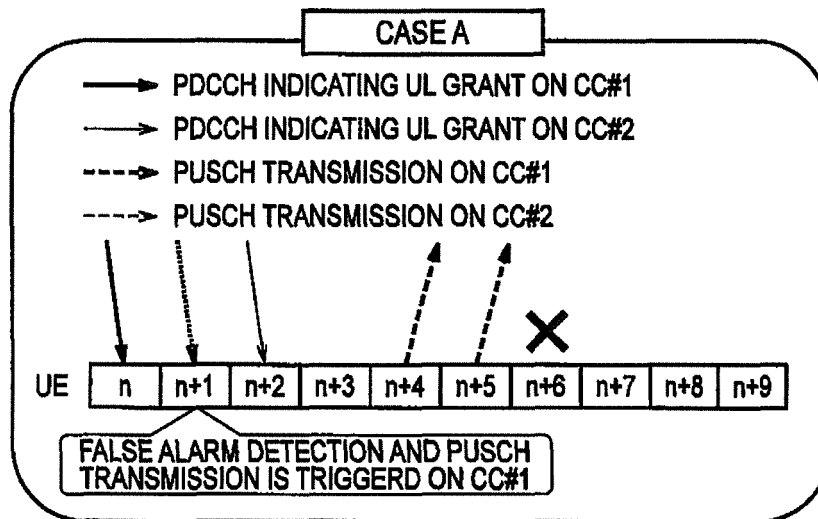 CASE A
PDCCH INDICATING UL GRANT ON CC#1
PDCCH INDICATING UL GRANT ON CC#2
PUSCH TRANSMISSION ON CC#1
PUSCH TRANSMISSION ON CC#2
UE n n+1 n+2 n+3 n+4 n+5 n+6 n+7 n+8 n+9
FALSE ALARM DETECTION AND PUSCH
TRANSMISSION IS TRIGGERD ON CC#1